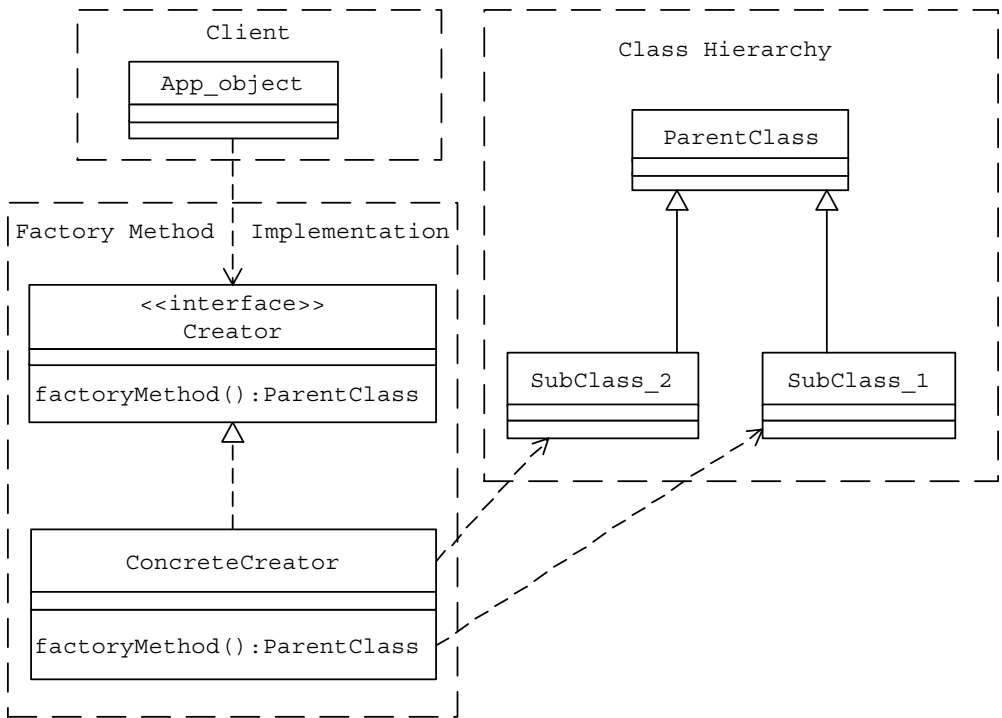 Client
App_object
Class Hierarchy
ParentClass
Factory Method Implementation
<<interface>>
Creator
factoryMethod():ParentClass
SubClass_2
SubClass_1
ConcreteCreator
factoryMethod():ParentClass